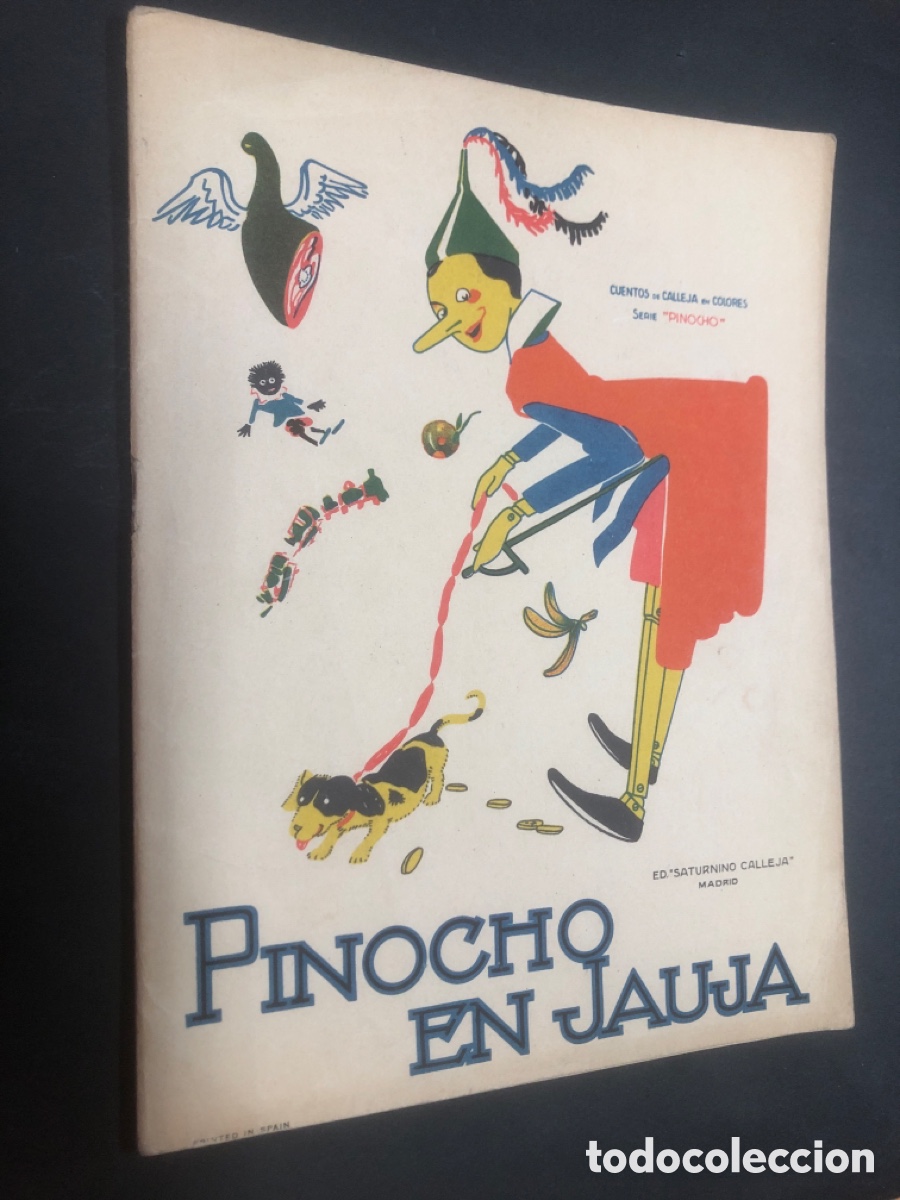 CUENTOS DE CALLEJA EN COLORES
SERIE "PINOCHO"
ED. "SATURNINO CALLEJA"
MADRID
PINOCHO
EN JAUJA
PRINTED IN SPAIN
todocoleccion